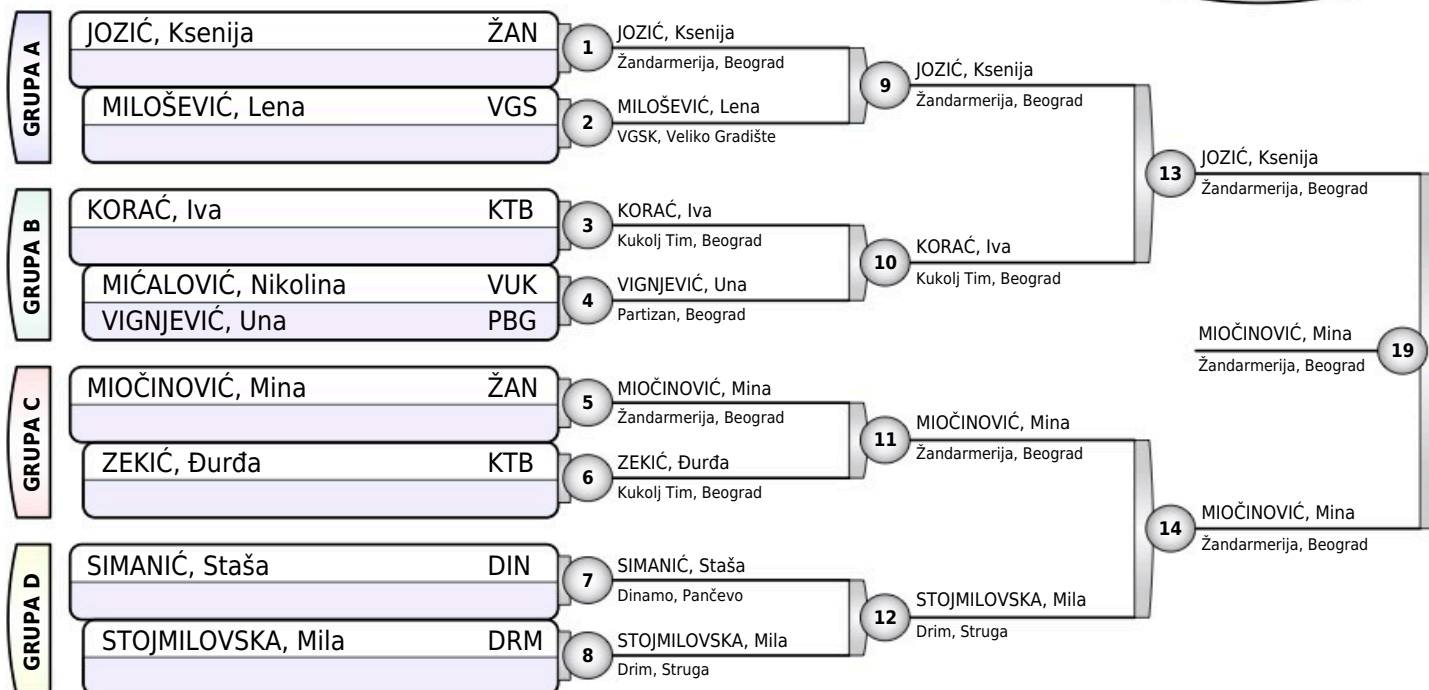 GRUPA A
JOZIĆ, Ksenija ŽAN
MILOŠEVIĆ, Lena VGS
1
JOZIĆ, Ksenija
Žandarmerija, Beograd
2
MILOŠEVIĆ, Lena
VGSK, Veliko Gradište
9
JOZIĆ, Ksenija
Žandarmerija, Beograd
GRUPA B
KORAĆ, Iva KTB
MIĆALOVIĆ, Nikolina VUK
VIGNJEVIĆ, Una PBG
3
KORAĆ, Iva
Kukolj Tim, Beograd
4
VIGNJEVIĆ, Una
Partizan, Beograd
10
KORAĆ, Iva
Kukolj Tim, Beograd
13
JOZIĆ, Ksenija
Žandarmerija, Beograd
GRUPA C
MIOČINOVIĆ, Mina ŽAN
ZEKIĆ, Đurđa KTB
5
MIOČINOVIĆ, Mina
Žandarmerija, Beograd
6
ZEKIĆ, Đurđa
Kukolj Tim, Beograd
11
MIOČINOVIĆ, Mina
Žandarmerija, Beograd
GRUPA D
SIMANIĆ, Staša DIN
STOJMILOVSKA, Mila DRM
7
SIMANIĆ, Staša
Dinamo, Pančevo
8
STOJMILOVSKA, Mila
Drim, Struga
12
STOJMILOVSKA, Mila
Drim, Struga
14
MIOČINOVIĆ, Mina
Žandarmerija, Beograd
MIOČINOVIĆ, Mina
Žandarmerija, Beograd
19